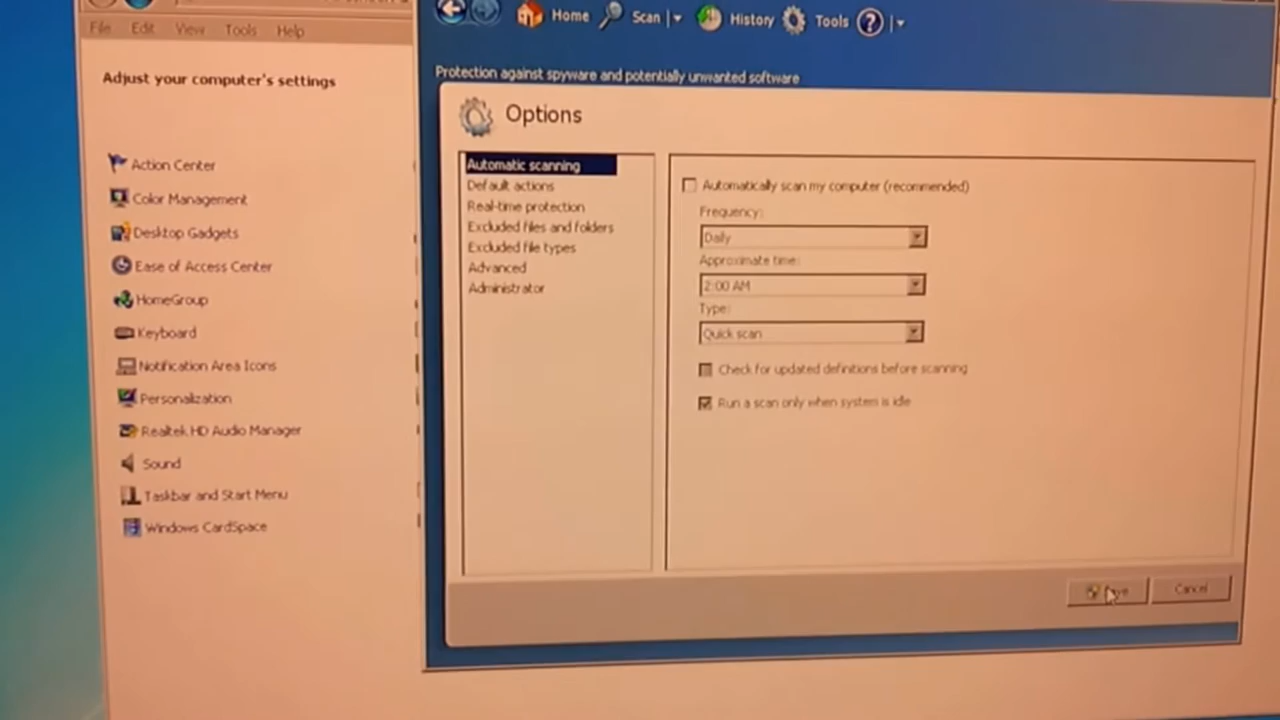 File Edit View Tools Help
Adjust your computer's settings
Action Center
Color Management
Desktop Gadgets
Ease of Access Center
HomeGroup
Keyboard
Notification Area Icons
Personalization
Realtek HD Audio Manager
Sound
Taskbar and Start Menu
Windows CardSpace
Home Scan History Tools ?
Protection against spyware and potentially unwanted software
Options
Automatic scanning
Default actions
Real-time protection
Excluded files and folders
Excluded file types
Advanced
Administrator
Automatically scan my computer (recommended)
Frequency:
Daily
Approximate time:
2:00 AM
Type:
Quick scan
Check for updated definitions before scanning
Run a scan only when system is idle
Cancel